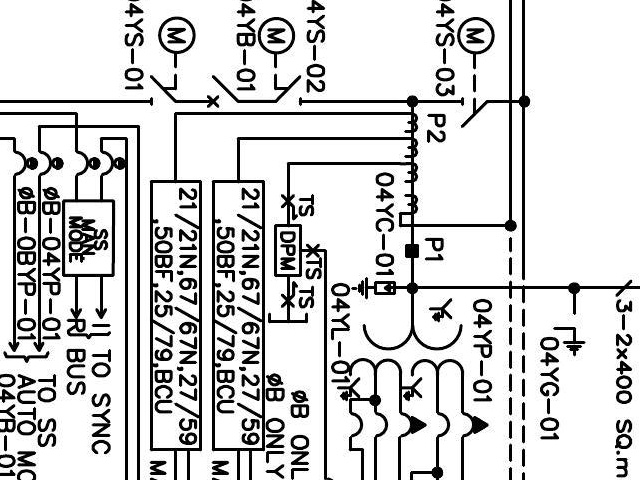 04YS-01
M
04YB-01
M
04YS-02
04YS-03
M
P2
04YC-01
P1
21/21N,67/67N,27/59
,50BF,25/79,BCU
21/21N,67/67N,27/59
,50BF,25/79,BCU
TS
DPM
TS
TS
04YL-01
04YP-01
04YG-01
3-2x400 SQ.m
ØB-0BYP-01
ØB-04YP-01
SS
MAN
MODE
II TO SYNC
R BUS
TO SS
AUTO MO
04YB-01
ØB ONL
ØB ONLY